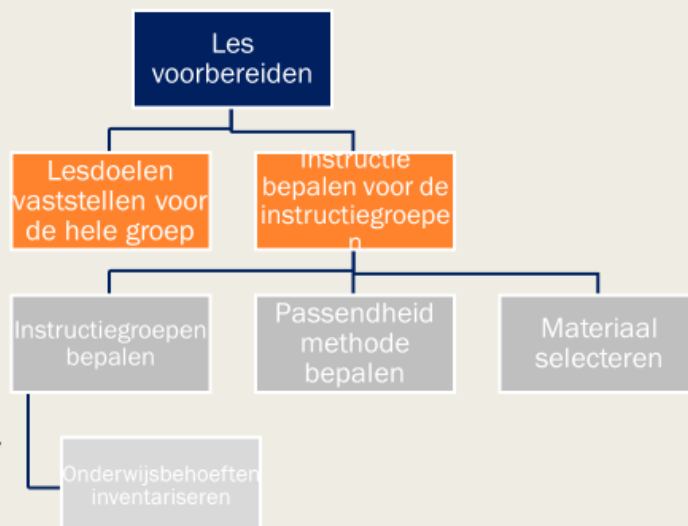 Les
voorbereiden
Lesdoelen
vaststellen voor
de hele groep
Instructie
bepalen voor de
instructiegroepe
n
Instructiegroepen
bepalen
Passendheid
methode
bepalen
Materiaal
selecteren
Onderwijsbehoeften
inventariseren